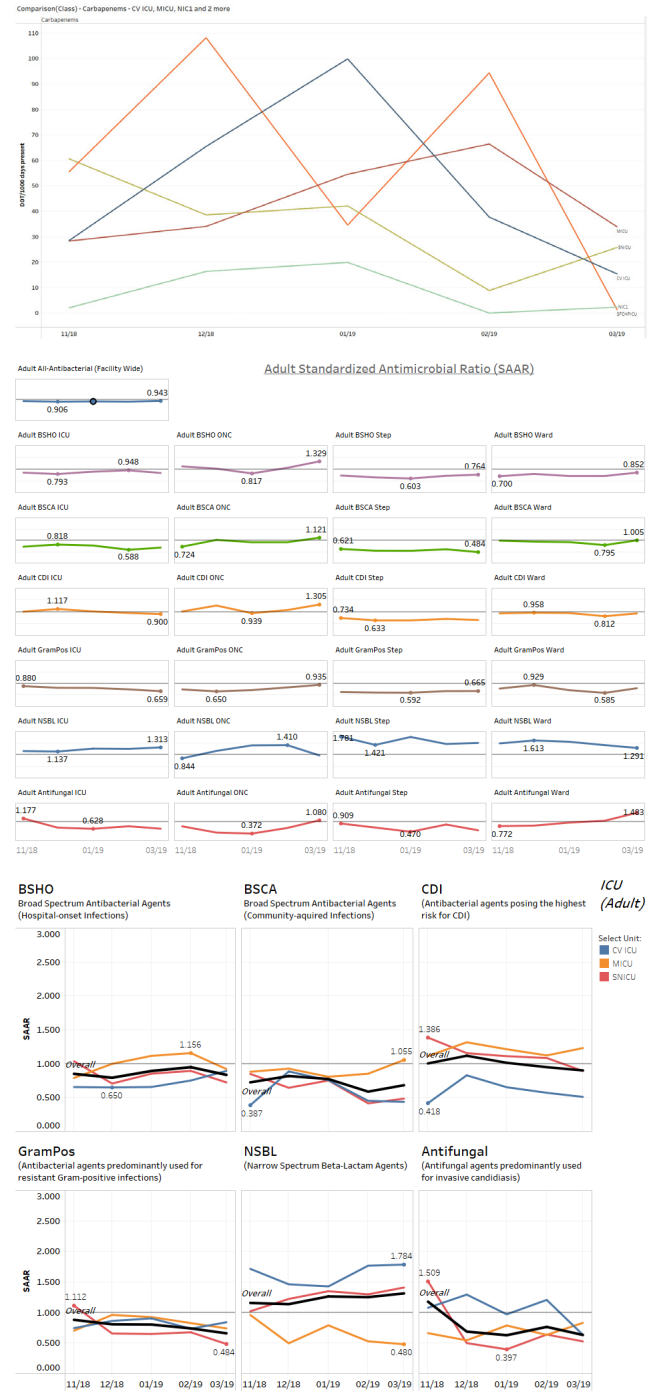 Comparison(Class) - Carbapenems - CV ICU, MICU, NIC1 and 2 more
Carbapenems
110
100
90
80
70
60
50
40
30
20
10
0
DOT/1000 days present
MICU
SNICU
CV ICU
NIC1
11/18 12/18 01/19 02/19 03/19
Adult Standardized Antimicrobial Ratio (SAAR)
Adult All-Antibacterial (Facility Wide)
0.943
0.906
Adult BSHO ICU Adult BSHO ONC Adult BSHO Step Adult BSHO Ward
0.948 1.329 0.764 0.852
0.793 0.817 0.603 0.700
Adult BSCA ICU Adult BSCA ONC Adult BSCA Step Adult BSCA Ward
0.818 1.121 0.621 0.484 1.005
0.588 0.724 0.795
Adult CDI ICU Adult CDI ONC Adult CDI Step Adult CDI Ward
1.117 1.305 0.734 0.958
0.900 0.939 0.633 0.812
Adult GramPos ICU Adult GramPos ONC Adult GramPos Step Adult GramPos Ward
0.880 0.935 0.665 0.929
0.659 0.650 0.592 0.585
Adult NSBL ICU Adult NSBL ONC Adult NSBL Step Adult NSBL Ward
1.313 1.410 1.781 1.613
1.137 0.844 1.421 1.291
Adult Antifungal ICU Adult Antifungal ONC Adult Antifungal Step Adult Antifungal Ward
1.177 0.628 1.080 0.909 1.483
0.372 0.470 0.772
11/18 01/19 03/19 11/18 01/19 03/19 11/18 01/19 03/19 11/18 01/19 03/19
BSHO
Broad Spectrum Antibacterial Agents
(Hospital-onset Infections)
BSCA
Broad Spectrum Antibacterial Agents
(Community-aquired Infections)
CDI
(Antibacterial agents posing the highest
risk for CDI)
ICU
(Adult)
Select Unit:
CV ICU
MICU
SNICU
3.000
2.500
2.000
1.500
1.000
0.500
0.000
SAAR
Overall
1.156
0.650
Overall
1.055
0.387
1.386
Overall
0.418
GramPos
(Antibacterial agents predominantly used for
resistant Gram-positive infections)
NSBL
(Narrow Spectrum Beta-Lactam Agents)
Antifungal
(Antifungal agents predominantly used
for invasive candidiasis)
3.000
2.500
2.000
1.500
1.000
0.500
0.000
SAAR
1.112
Overall
0.484
Overall
1.784
0.480
1.509
Overall
0.397
11/18 12/18 01/19 02/19 03/19 11/18 12/18 01/19 02/19 03/19 11/18 12/18 01/19 02/19 03/19